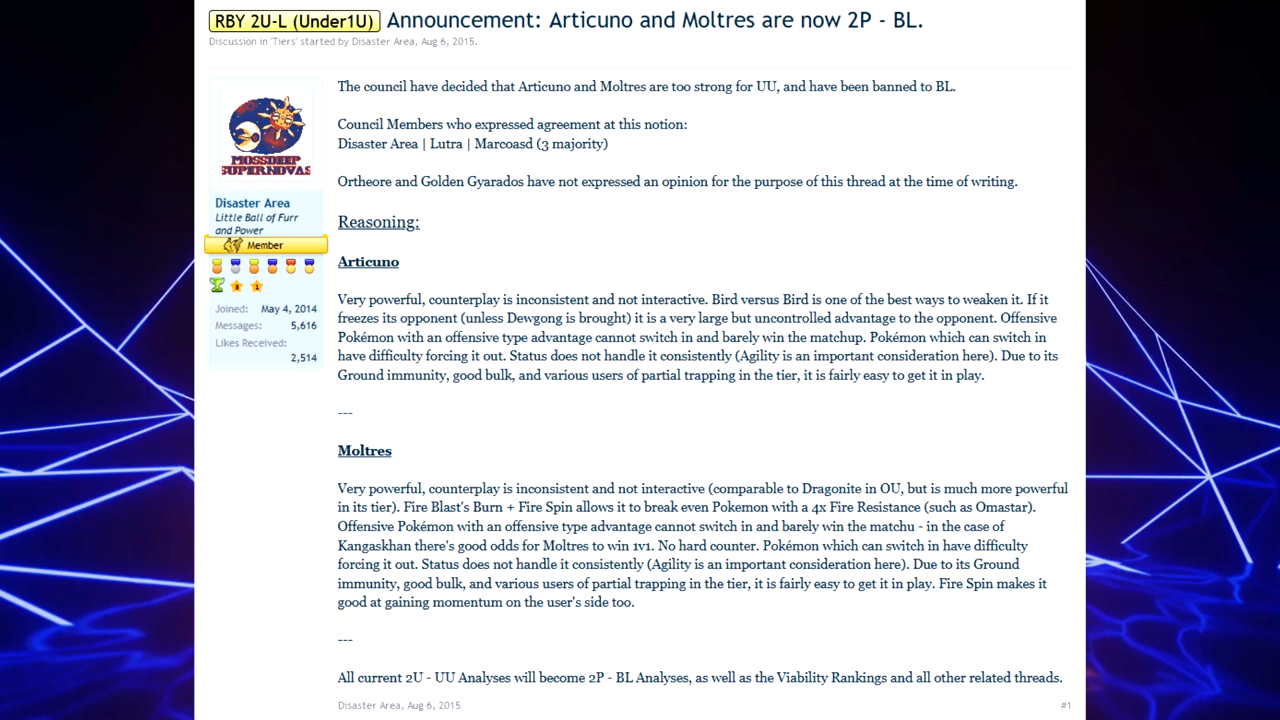 RBY 2U-L (Under1U) Announcement: Articuno and Moltres are now 2P - BL.
Discussion in 'Tiers' started by Disaster Area, Aug 6, 2015.
MOSSDEEP
SUPERNOVAS
Disaster Area
Little Ball of Furr
and Power
Member
3 1
Joined: May 4, 2014
Messages: 5,616
Likes Received:
2,514
The council have decided that Articuno and Moltres are too strong for UU, and have been banned to BL.
Council Members who expressed agreement at this notion:
Disaster Area | Lutra | Marcoasd (3 majority)
Ortheore and Golden Gyarados have not expressed an opinion for the purpose of this thread at the time of writing.
Reasoning:
Articuno
Very powerful, counterplay is inconsistent and not interactive. Bird versus Bird is one of the best ways to weaken it. If it
freezes its opponent (unless Dewgong is brought) it is a very large but uncontrolled advantage to the opponent. Offensive
Pokémon with an offensive type advantage cannot switch in and barely win the matchup. Pokémon which can switch in
have difficulty forcing it out. Status does not handle it consistently (Agility is an important consideration here). Due to its
Ground immunity, good bulk, and various users of partial trapping in the tier, it is fairly easy to get it in play.
---
Moltres
Very powerful, counterplay is inconsistent and not interactive (comparable to Dragonite in OU, but is much more powerful
in its tier). Fire Blast's Burn + Fire Spin allows it to break even Pokemon with a 4x Fire Resistance (such as Omastar).
Offensive Pokémon with an offensive type advantage cannot switch in and barely win the matchu - in the case of
Kangaskhan there's good odds for Moltres to win 1v1. No hard counter. Pokémon which can switch in have difficulty
forcing it out. Status does not handle it consistently (Agility is an important consideration here). Due to its Ground
immunity, good bulk, and various users of partial trapping in the tier, it is fairly easy to get it in play. Fire Spin makes it
good at gaining momentum on the user's side too.
---
All current 2U - UU Analyses will become 2P - BL Analyses, as well as the Viability Rankings and all other related threads.
Disaster Area, Aug 6, 2015 #1